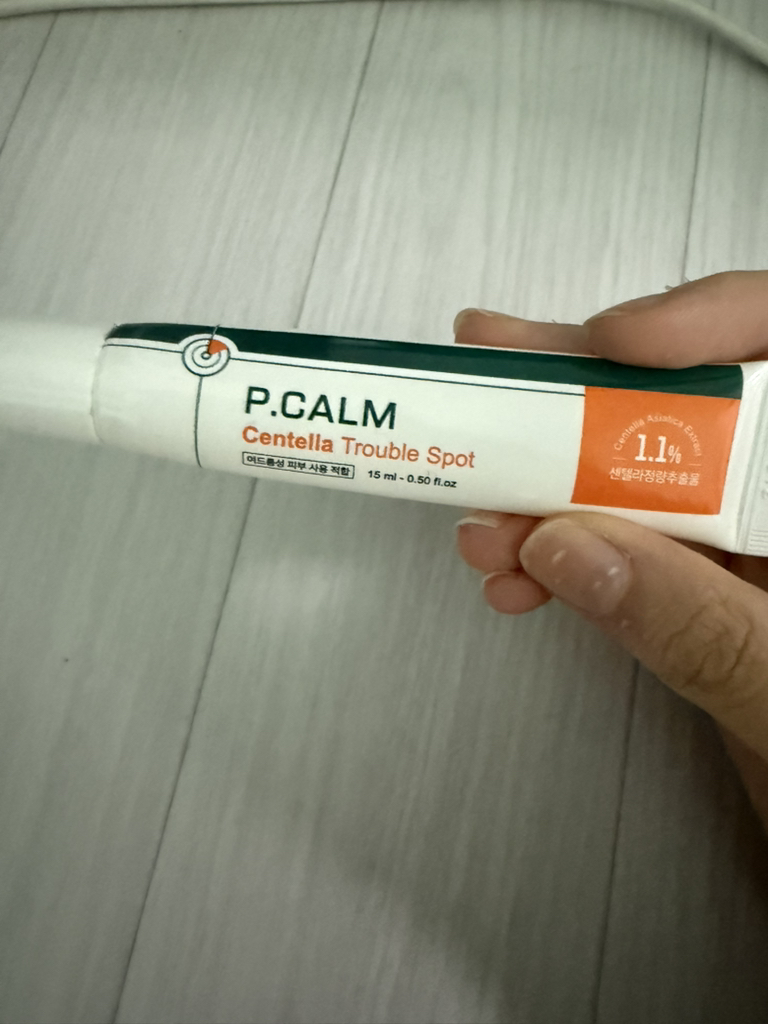 P.CALM
Centella Trouble Spot
여드름성 피부 사용 적합
15 ml - 0.50 fl.oz
Centella Asiatica Extract
1.1%
센텔라정량추출물